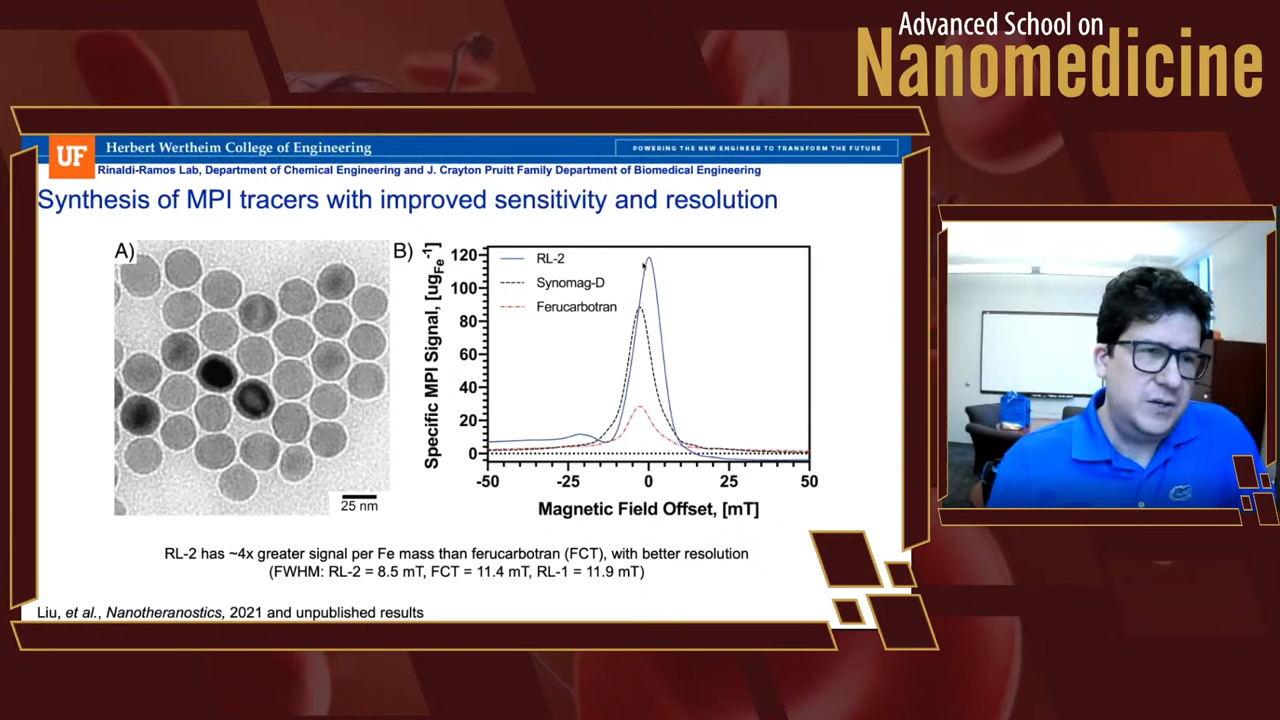 Advanced School on
Nanomedicine
UF
Herbert Wertheim College of Engineering
POWERING THE NEW ENGINEER TO TRANSFORM THE FUTURE
Rinaldi-Ramos Lab, Department of Chemical Engineering and J. Crayton Pruitt Family Department of Biomedical Engineering
Synthesis of MPI tracers with improved sensitivity and resolution
A)
25 nm
B)
Specific MPI Signal, [ugFe-1]
120
100
80
60
40
20
0
RL-2
Synomag-D
Ferucarbotran
-50
-25
0
25
50
Magnetic Field Offset, [mT]
RL-2 has ~4x greater signal per Fe mass than ferucarbotran (FCT), with better resolution
(FWHM: RL-2 = 8.5 mT, FCT = 11.4 mT, RL-1 = 11.9 mT)
Liu, et al., Nanotheranostics, 2021 and unpublished results